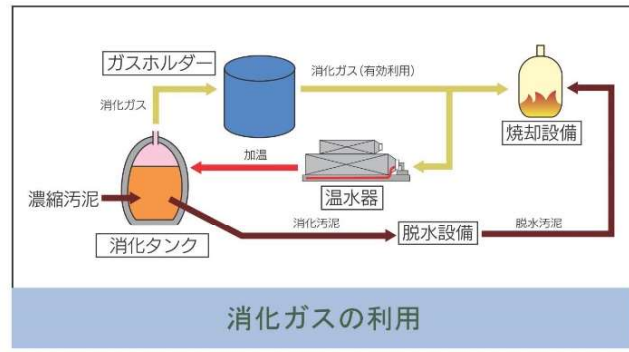 ガスホルダー
消化ガス(有効利用)
消化ガス
焼却設備
加温
温水器
濃縮汚泥
消化汚泥
脱水設備
脱水汚泥
消化タンク
消化ガスの利用